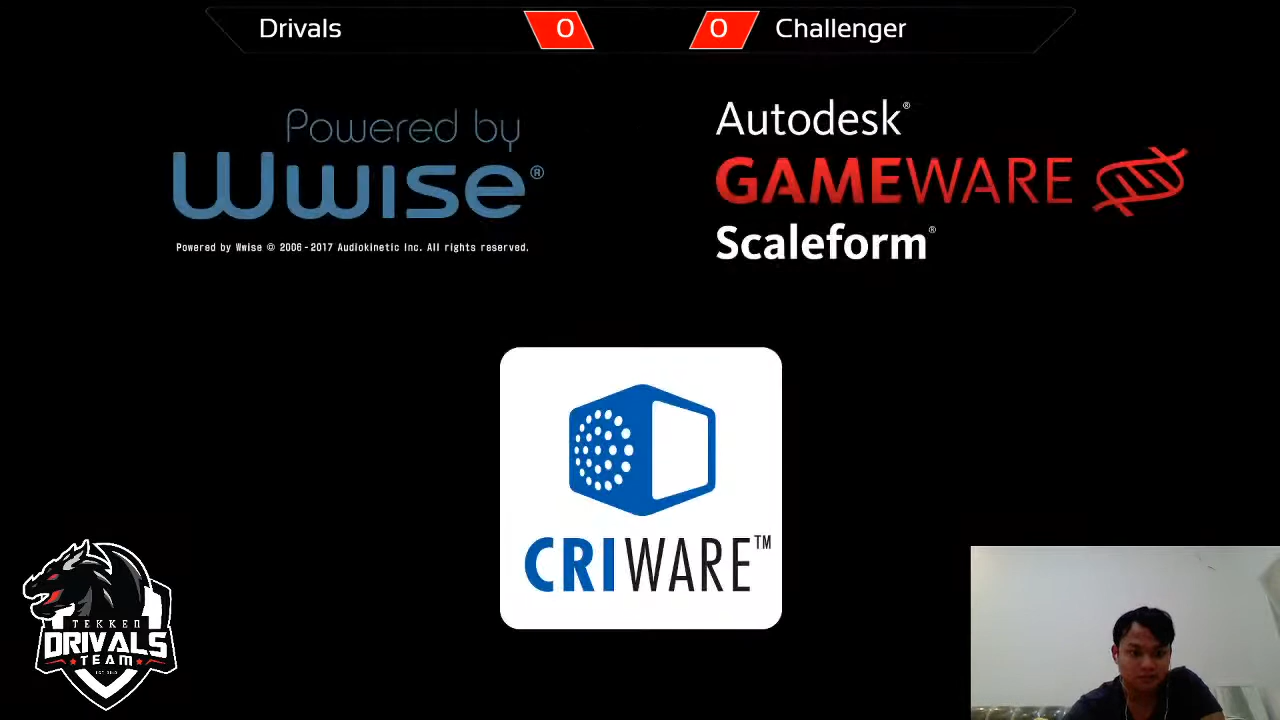 Drivals 0 0 Challenger
Powered by
Wwise®
Powered by Wwise © 2006-2017 Audiokinetic Inc. All rights reserved.
Autodesk®
GAMEWARE
Scaleform®
CRIWARE™
TEKKEN
DRIVALS
TEAM